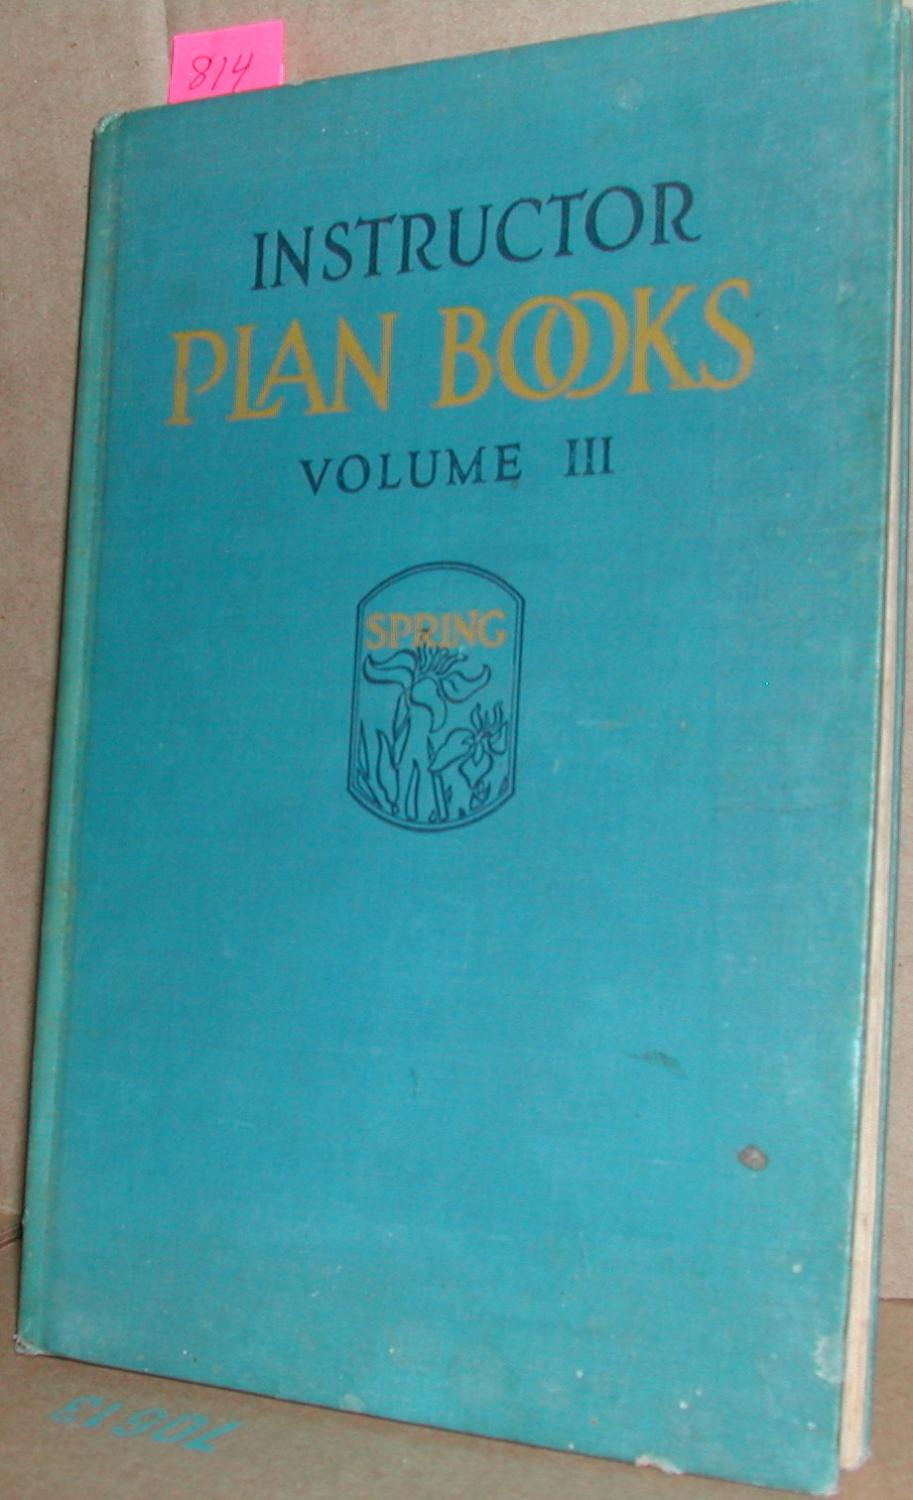 814
INSTRUCTOR
PLAN BOOKS
VOLUME III
SPRING